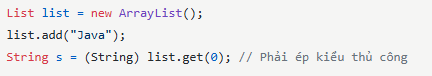 List list = new ArrayList();
list.add("Java");
String s = (String) list.get(0); // Phải ép kiểu thủ công